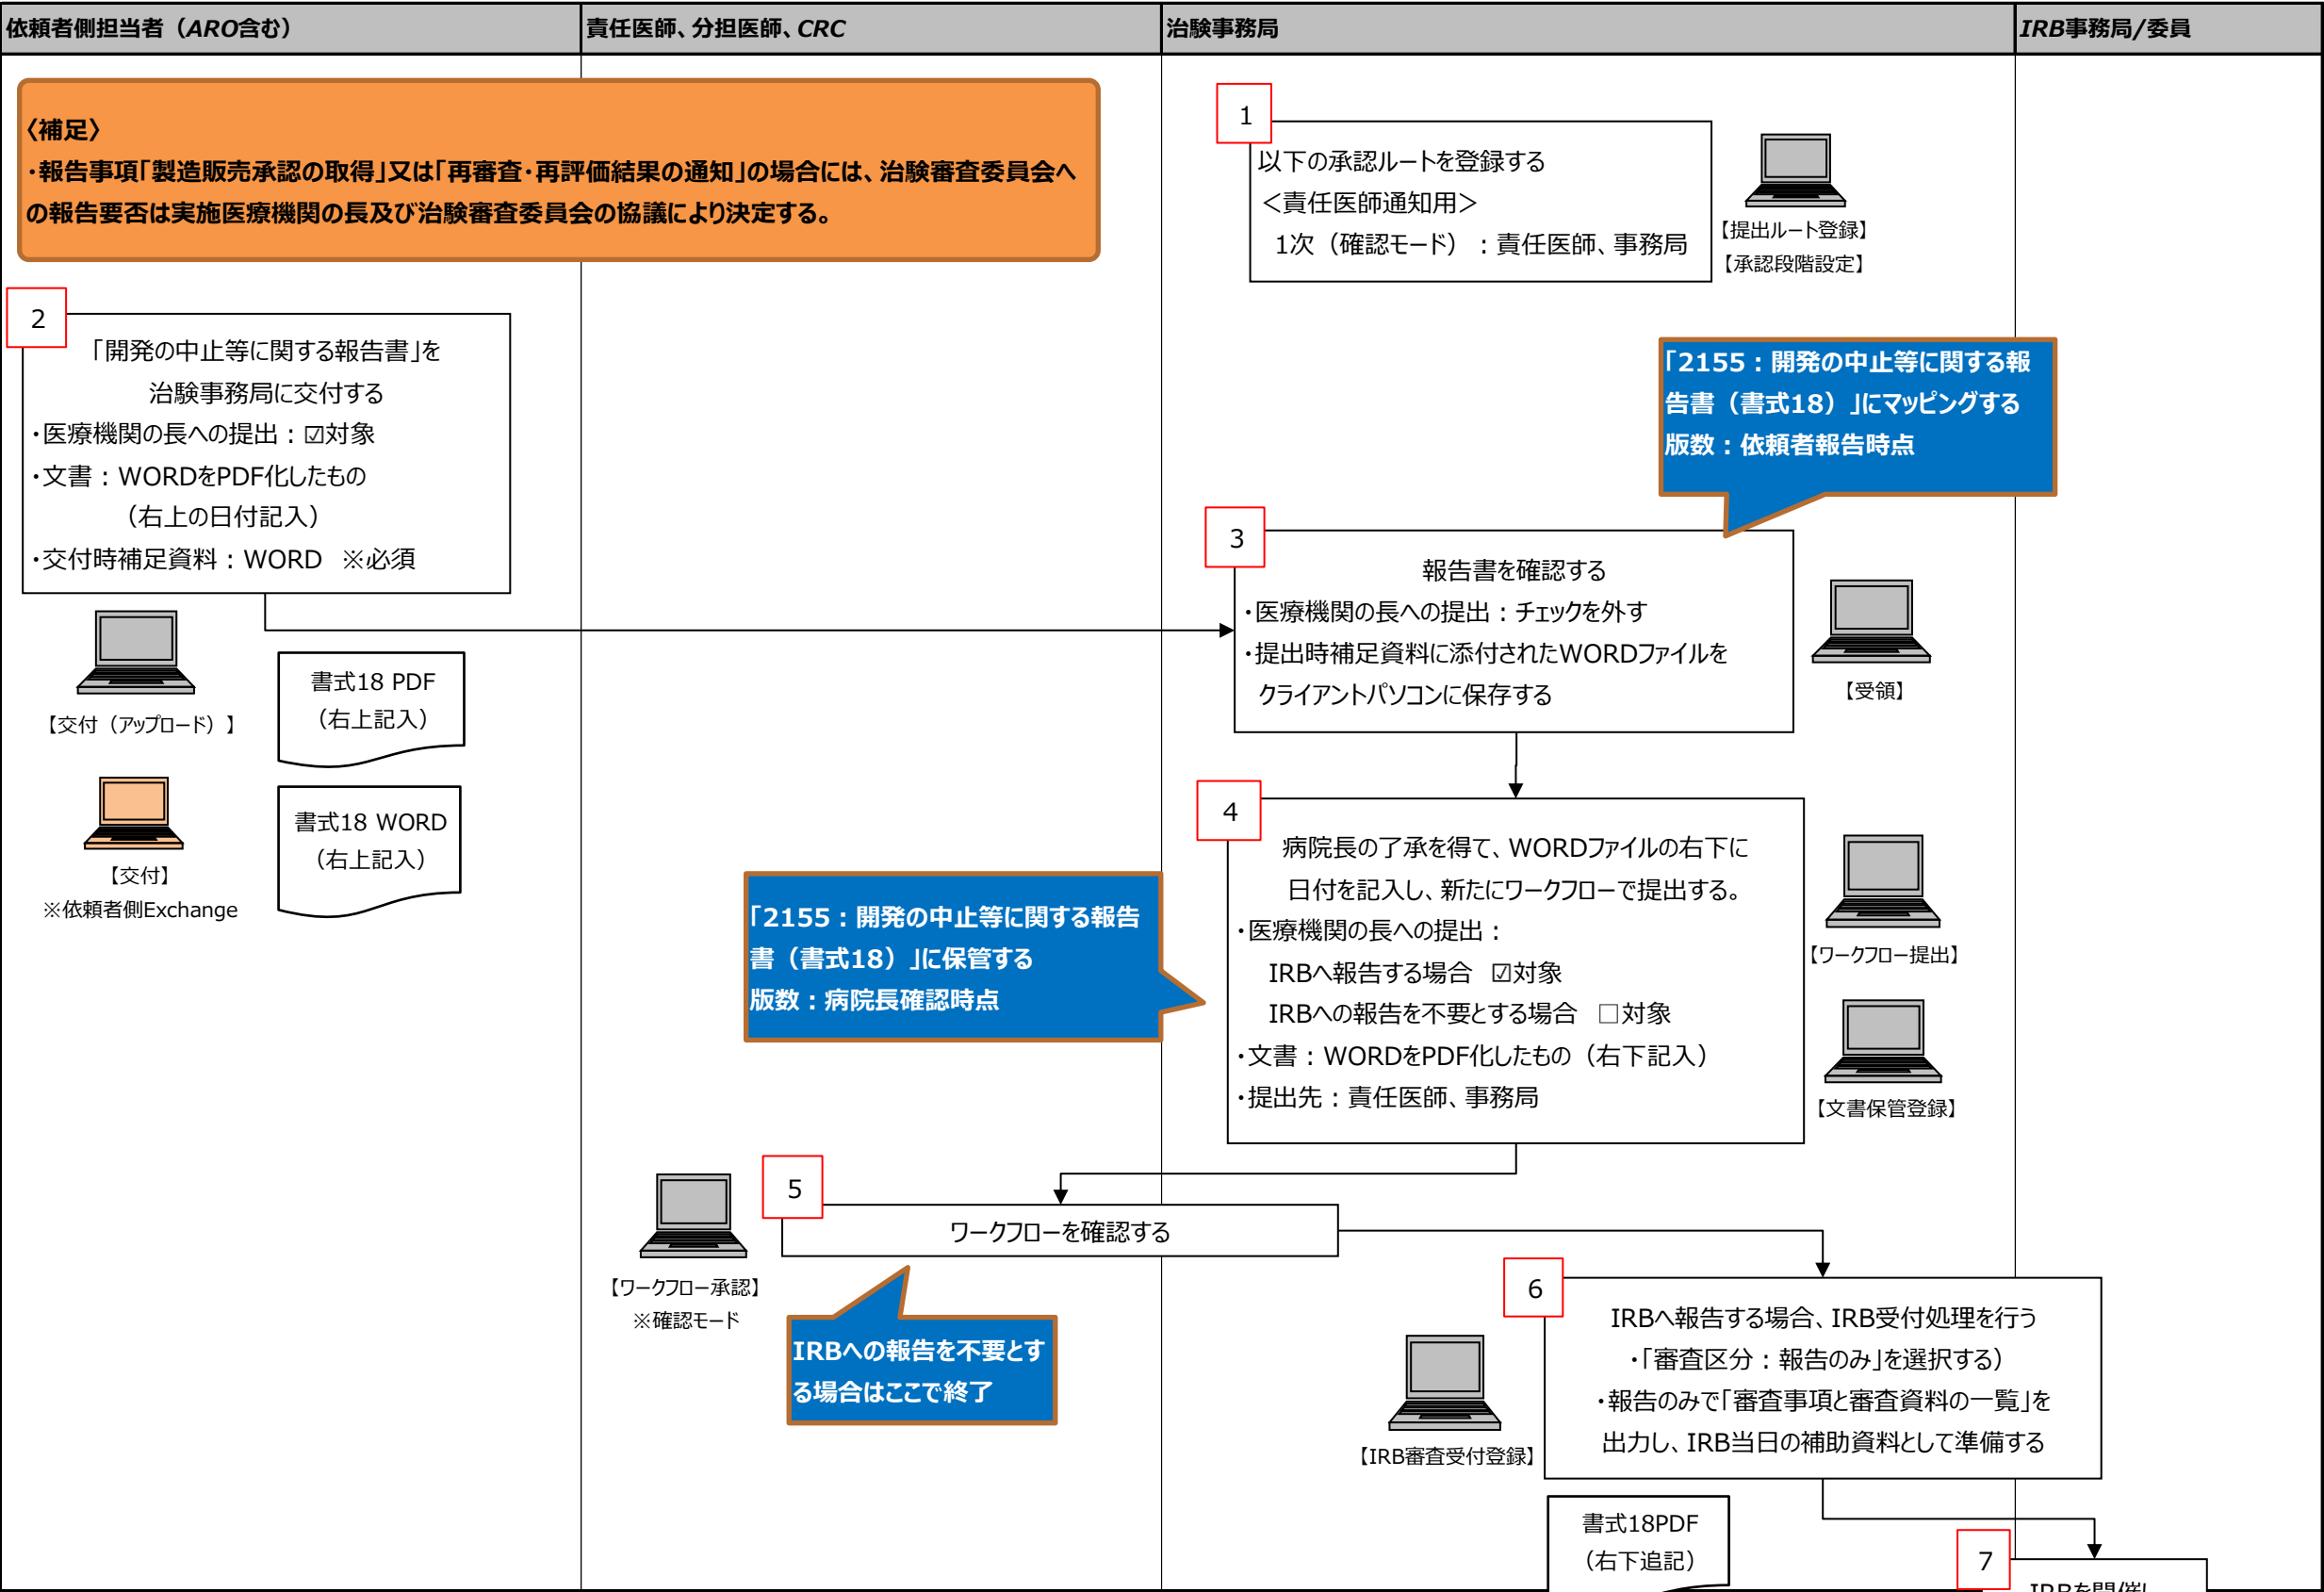 依頼者側担当者（ARO含む）
責任医師、分担医師、CRC
治験事務局
IRB事務局/委員
〈補足〉
・報告事項「製造販売承認の取得」又は「再審査・再評価結果の通知」の場合には、治験審査委員会へ
の報告要否は実施医療機関の長及び治験審査委員会の協議により決定する。
1
以下の承認ルートを登録する
＜責任医師通知用＞
1次（確認モード）：責任医師、事務局
【提出ルート登録】
【承認段階設定】
2
「開発の中止等に関する報告書」を
治験事務局に交付する
・医療機関の長への提出：☑対象
・文書：WORDをPDF化したもの
（右上の日付記入）
・交付時補足資料：WORD　※必須
【交付（アップロード）】
書式18 PDF
（右上記入）
【交付】
※依頼者側Exchange
書式18 WORD
（右上記入）
「2155：開発の中止等に関する報
告書（書式18）」にマッピングする
版数：依頼者報告時点
3
報告書を確認する
・医療機関の長への提出：チェックを外す
・提出時補足資料に添付されたWORDファイルを
クライアントパソコンに保存する
【受領】
4
病院長の了承を得て、WORDファイルの右下に
日付を記入し、新たにワークフローで提出する。
・医療機関の長への提出：
IRBへ報告する場合　☑対象
IRBへの報告を不要とする場合　□対象
・文書：WORDをPDF化したもの（右下記入）
・提出先：責任医師、事務局
【ワークフロー提出】
【文書保管登録】
「2155：開発の中止等に関する報告
書（書式18）」に保管する
版数：病院長確認時点
5
ワークフローを確認する
【ワークフロー承認】
※確認モード
IRBへの報告を不要とす
る場合はここで終了
6
IRBへ報告する場合、IRB受付処理を行う
・「審査区分：報告のみ」を選択する）
・報告のみで「審査事項と審査資料の一覧」を
出力し、IRB当日の補助資料として準備する
【IRB審査受付登録】
書式18PDF
（右下追記）
7
IRBを開催し